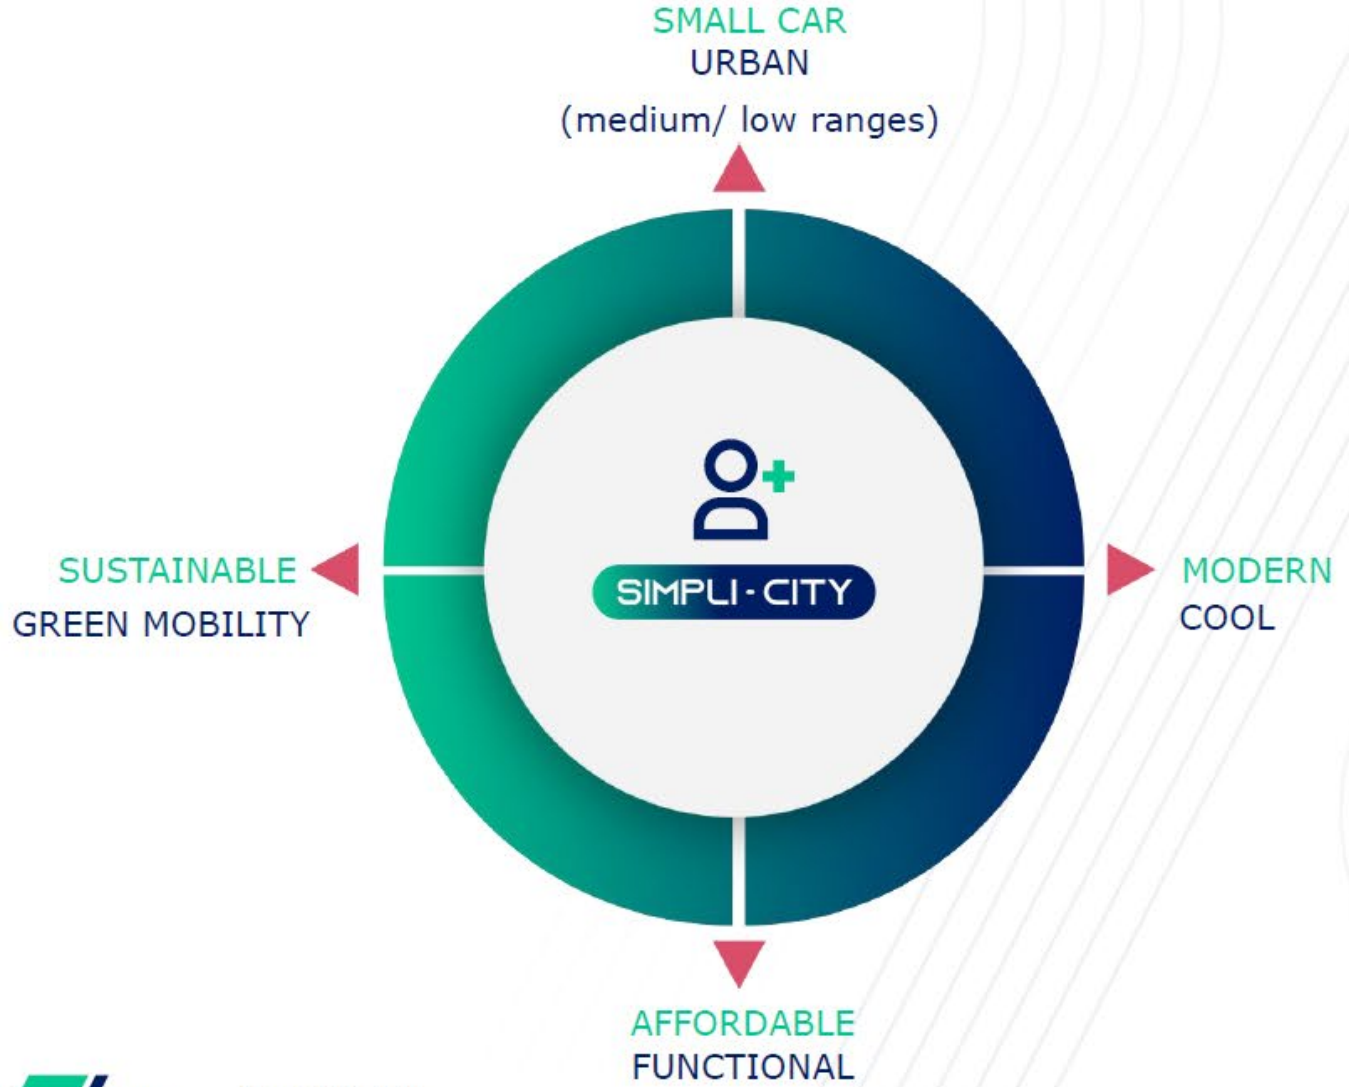 SMALL CAR
URBAN
(medium/ low ranges)
SIMPLI-CITY
SUSTAINABLE
GREEN MOBILITY
MODERN
COOL
AFFORDABLE
FUNCTIONAL